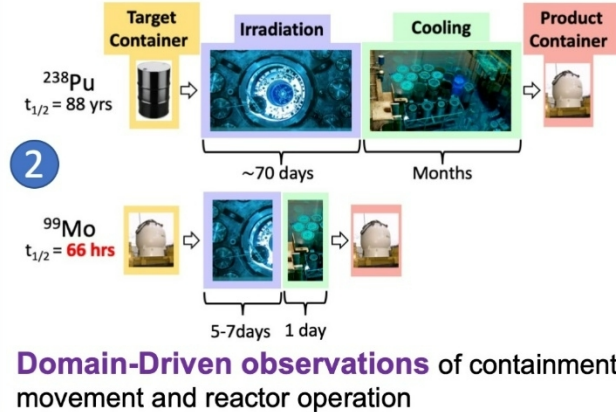 Target
Container
Irradiation
Cooling
Product
Container
²³⁸Pu
t₁/₂ = 88 yrs
~70 days
Months
2
⁹⁹Mo
t₁/₂ = 66 hrs
5-7days
1 day
Domain-Driven observations of containment
movement and reactor operation